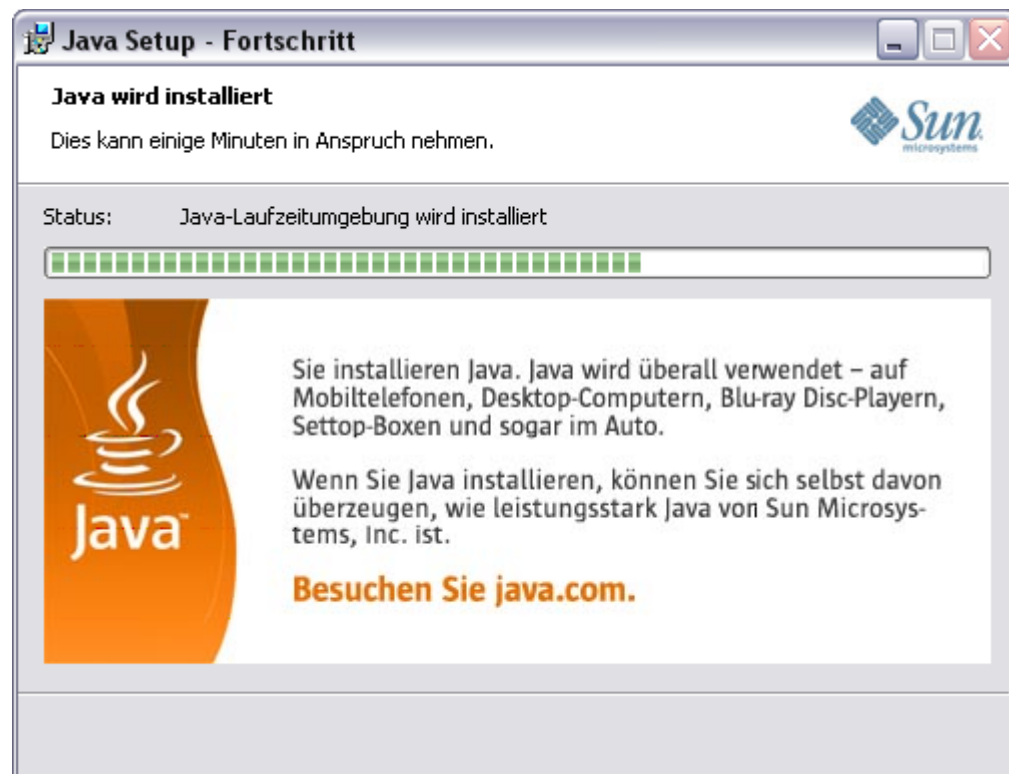 Java Setup - Fortschritt
Java wird installiert
Dies kann einige Minuten in Anspruch nehmen.
Sun
microsystems
Status: Java-Laufzeitumgebung wird installiert
Sie installieren Java. Java wird überall verwendet – auf
Mobiltelefonen, Desktop-Computern, Blu-ray Disc-Playern,
Settop-Boxen und sogar im Auto.
Wenn Sie Java installieren, können Sie sich selbst davon
überzeugen, wie leistungsstark Java von Sun Microsys-
tems, Inc. ist.
Java™
Besuchen Sie java.com.